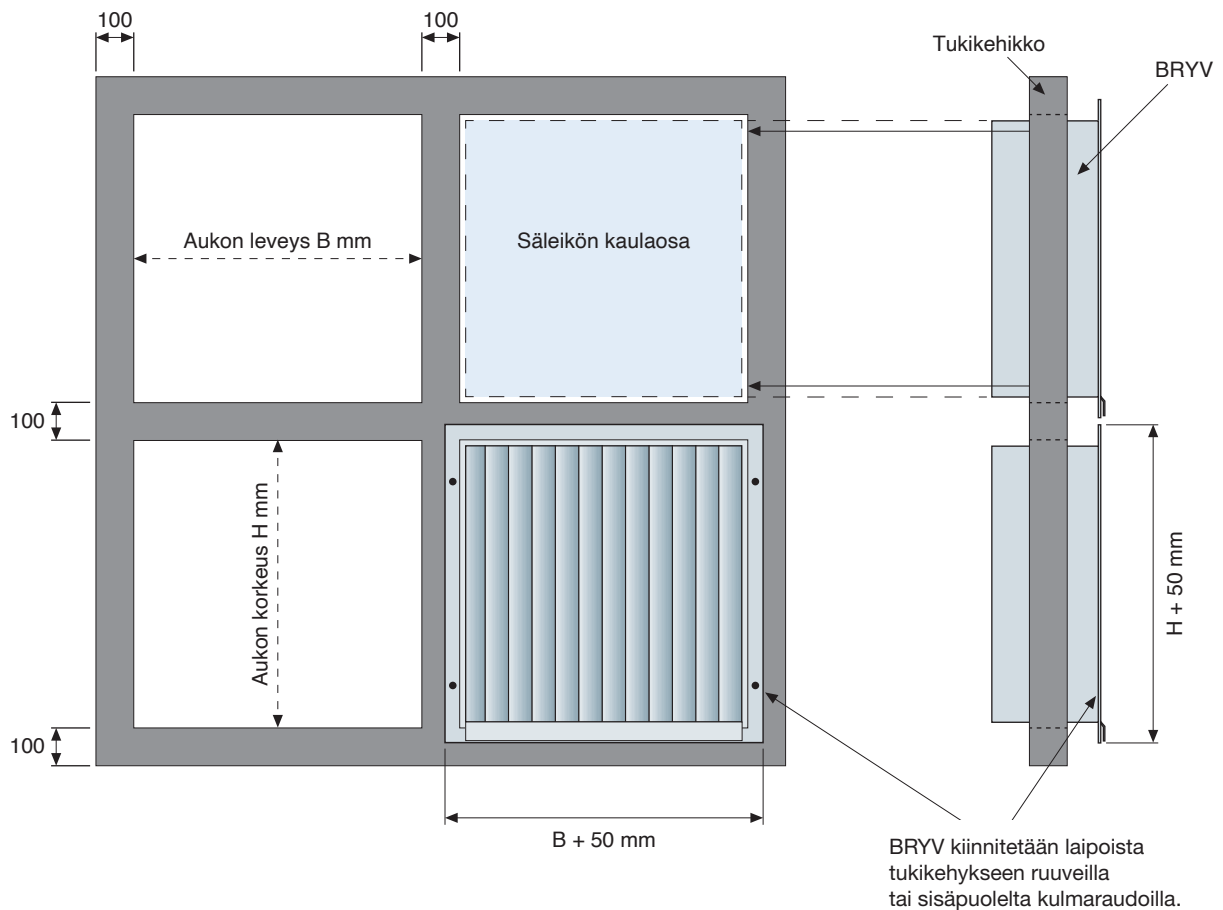 100
100
Tukikehikko
BRYV
Aukon leveys B mm
Säleikön kaulaosa
100
Aukon korkeus H mm
H + 50 mm
100
B + 50 mm
BRYV kiinnitetään laipoista
tukikehykseen ruuveilla
tai sisäpuolelta kulmaraudoilla.